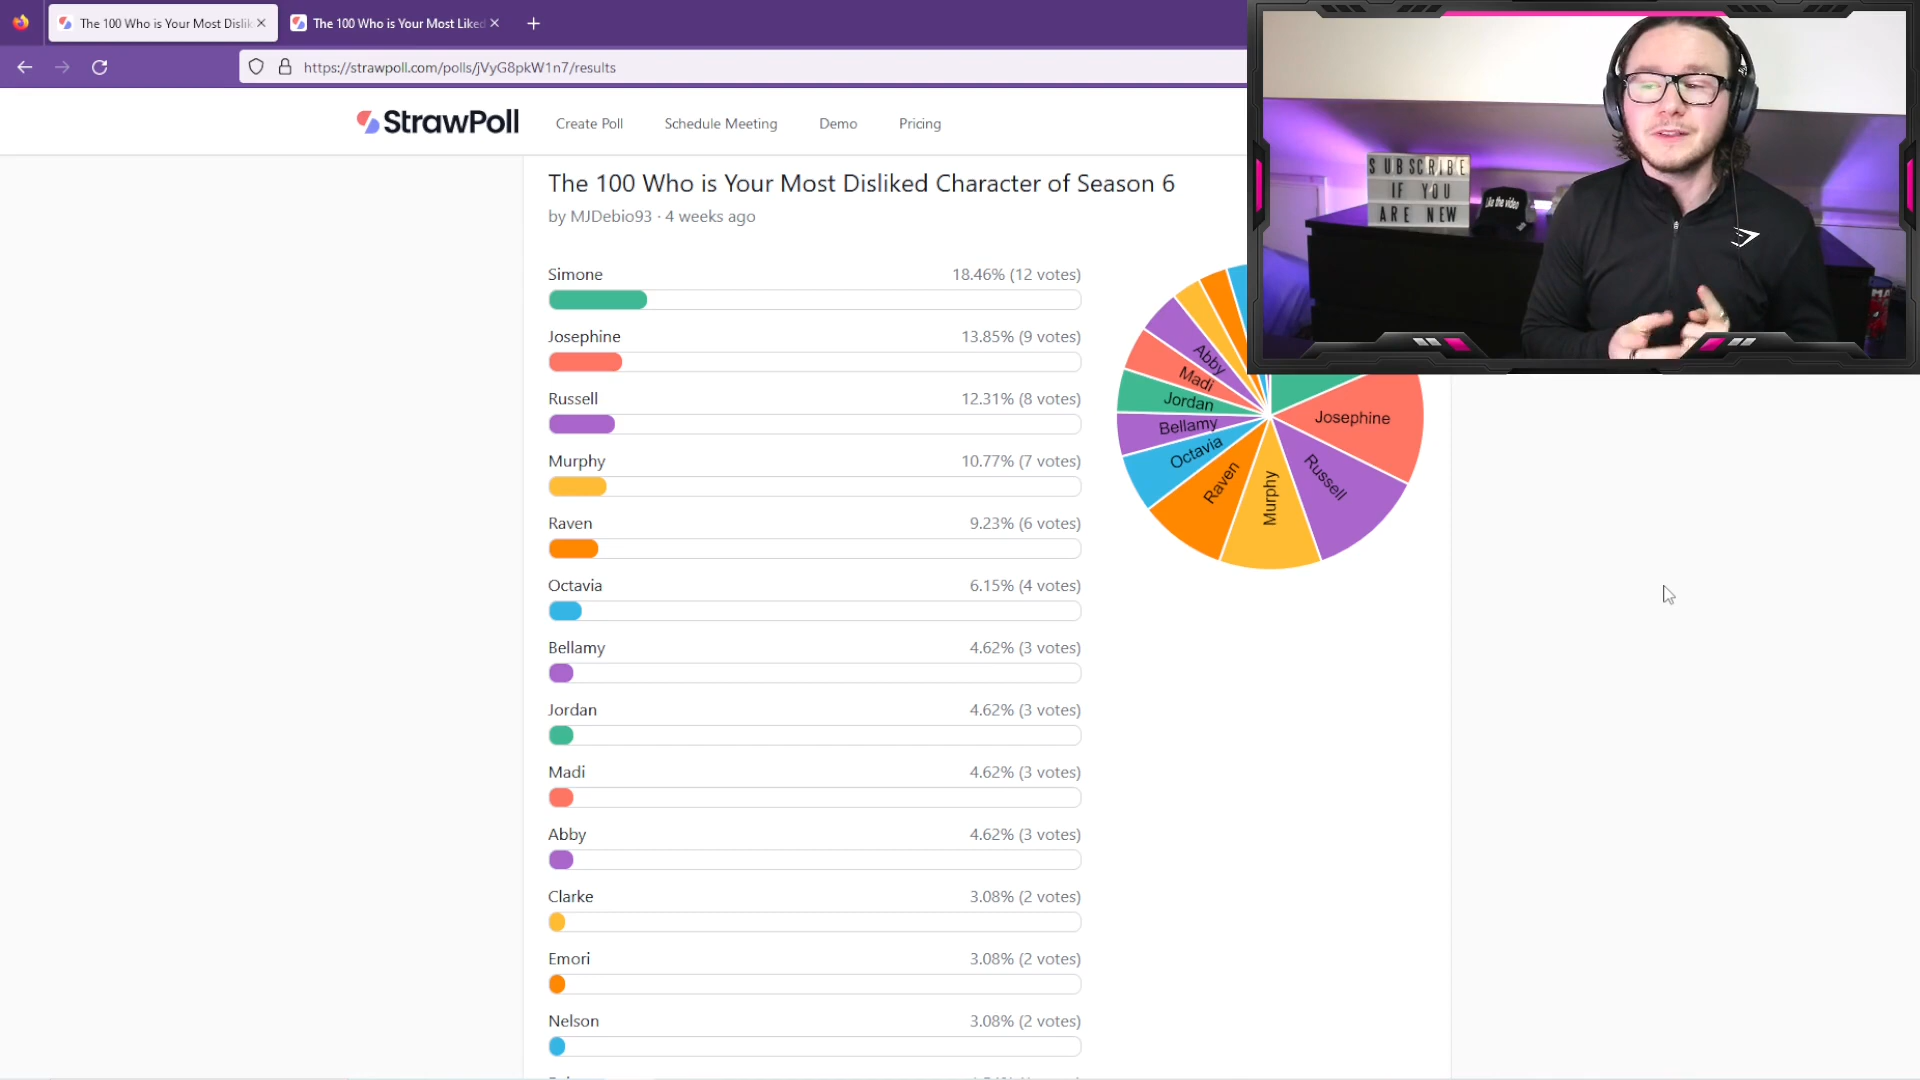 The 100 Who is Your Most Dislik
The 100 Who is Your Most Liked
https://strawpoll.com/polls/jVyG8pkW1n7/results
StrawPoll
Create Poll
Schedule Meeting
Demo
Pricing
The 100 Who is Your Most Disliked Character of Season 6
by MJDebio93 · 4 weeks ago
Simone 18.46% (12 votes)
Josephine 13.85% (9 votes)
Russell 12.31% (8 votes)
Murphy 10.77% (7 votes)
Raven 9.23% (6 votes)
Octavia 6.15% (4 votes)
Bellamy 4.62% (3 votes)
Jordan 4.62% (3 votes)
Madi 4.62% (3 votes)
Abby 4.62% (3 votes)
Clarke 3.08% (2 votes)
Emori 3.08% (2 votes)
Nelson 3.08% (2 votes)
Abby
Madi
Jordan
Bellamy
Octavia
Raven
Murphy
Russell
Josephine
SUBSCRIBE
IF YOU
ARE NEW
Like the video